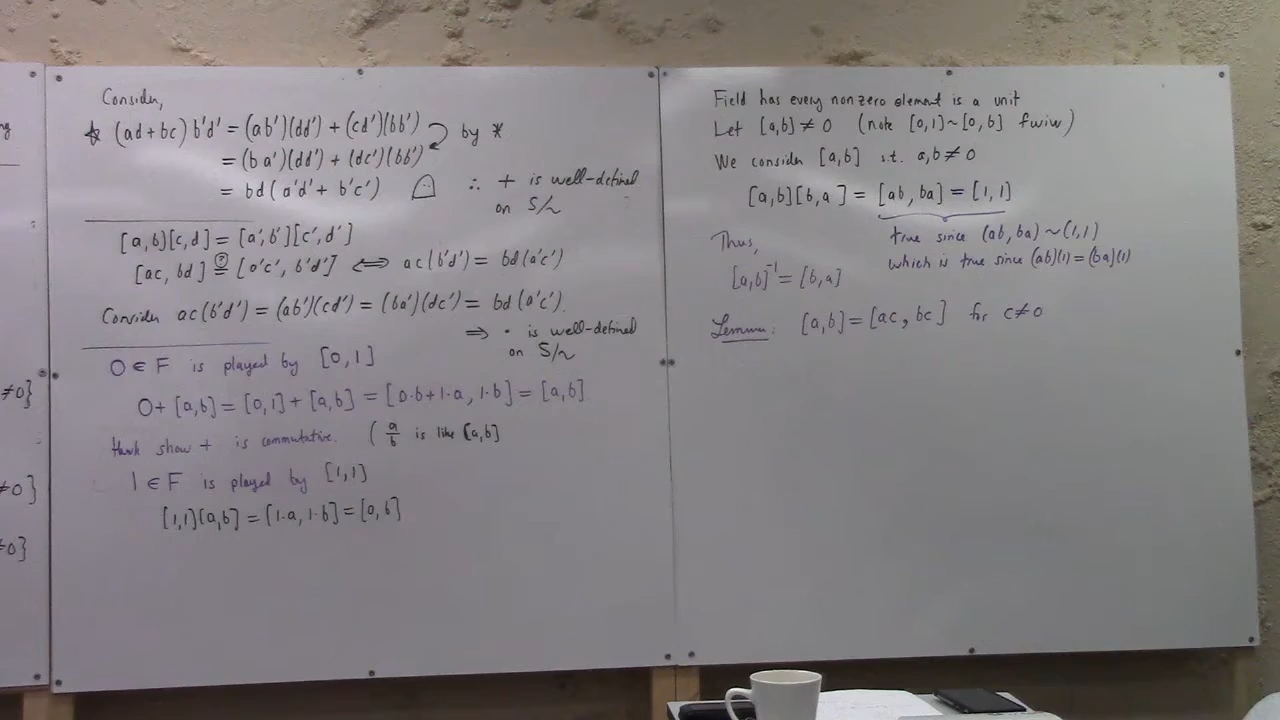 Consider,
☆ (ad+bc) b'd' = (ab')(dd') + (cd')(bb')
by *
= (ba')(dd') + (dc')(bb')
= bd(a'd' + b'c')
∴ + is well-defined
on S/~
[a,b][c,d] = [a',b'][c',d']
[ac, bd] =? [a'c', b'd'] ⟺ ac(b'd') = bd(a'c')
Consider ac(b'd') = (ab')(cd') = (ba')(dc') = bd(a'c').
⇒ · is well-defined
on S/~
0 ∈ F is played by [0,1]
0 + [a,b] = [0,1] + [a,b] = [0·b+1·a, 1·b] = [a,b]
show + is commutative. ( a/b is like [a,b]
1 ∈ F is played by [1,1]
[1,1][a,b] = [1·a, 1·b] = [a,b]
≠0}
≠0}
≠0}
Field has every nonzero element is a unit
Let [a,b] ≠ 0 (note [0,1] ~ [0,b] fwiw)
We consider [a,b] s.t. a,b ≠ 0
[a,b][b,a] = [ab, ba] = [1,1]
true since (ab, ba) ~ (1,1)
which is true since (ab)(1) = (ba)(1)
Thus,
[a,b]⁻¹ = [b,a]
Lemma: [a,b] = [ac, bc] for c≠0